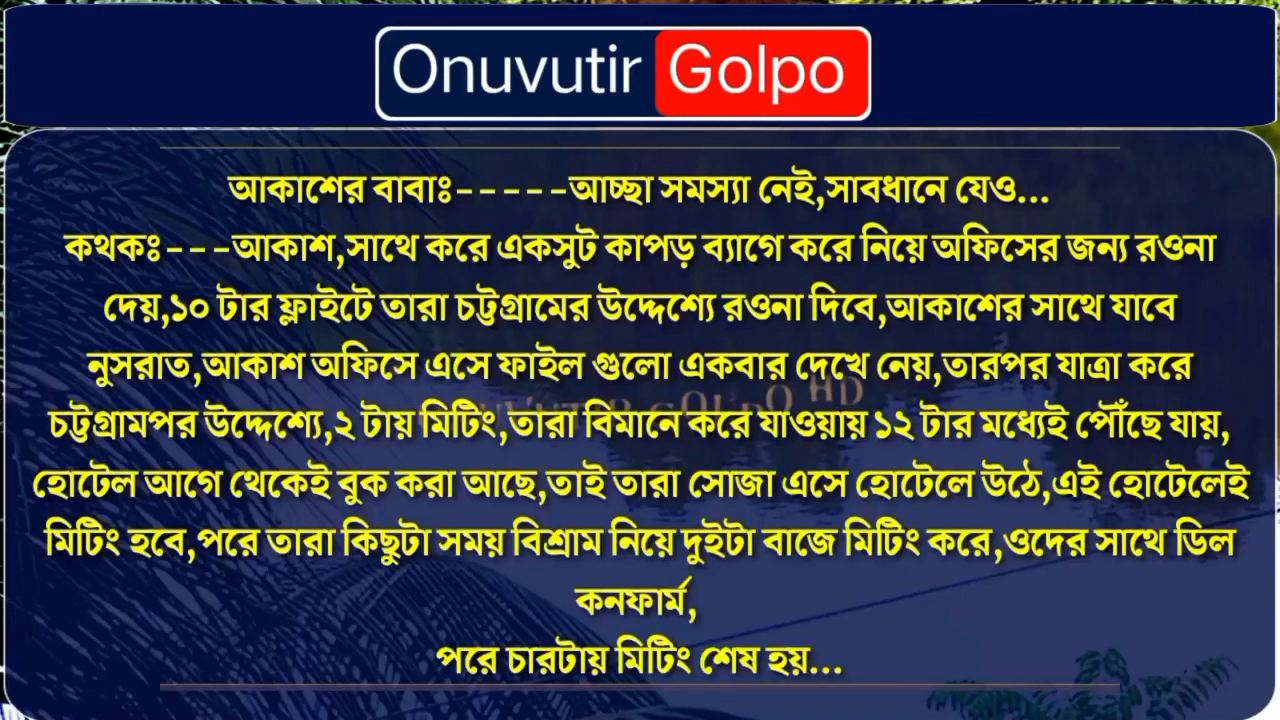 Onuvutir Golpo
আকাশের বাবাঃ-----আচ্ছা সমস্যা নেই,সাবধানে যেও...
কথকঃ---আকাশ,সাথে করে একসুট কাপড় ব্যাগে করে নিয়ে অফিসের জন্য রওনা
দেয়,১০ টার ফ্লাইটে তারা চট্টগ্রামের উদ্দেশ্যে রওনা দিবে,আকাশের সাথে যাবে
নুসরাত,আকাশ অফিসে এসে ফাইল গুলো একবার দেখে নেয়,তারপর যাত্রা করে
চট্টগ্রামপর উদ্দেশ্যে,২ টায় মিটিং,তারা বিমানে করে যাওয়ায় ১২ টার মধ্যেই পৌঁছে যায়,
হোটেল আগে থেকেই বুক করা আছে,তাই তারা সোজা এসে হোটেলে উঠে,এই হোটেলেই
মিটিং হবে,পরে তারা কিছুটা সময় বিশ্রাম নিয়ে দুইটা বাজে মিটিং করে,ওদের সাথে ডিল
কনফার্ম,
পরে চারটায় মিটিং শেষ হয়...